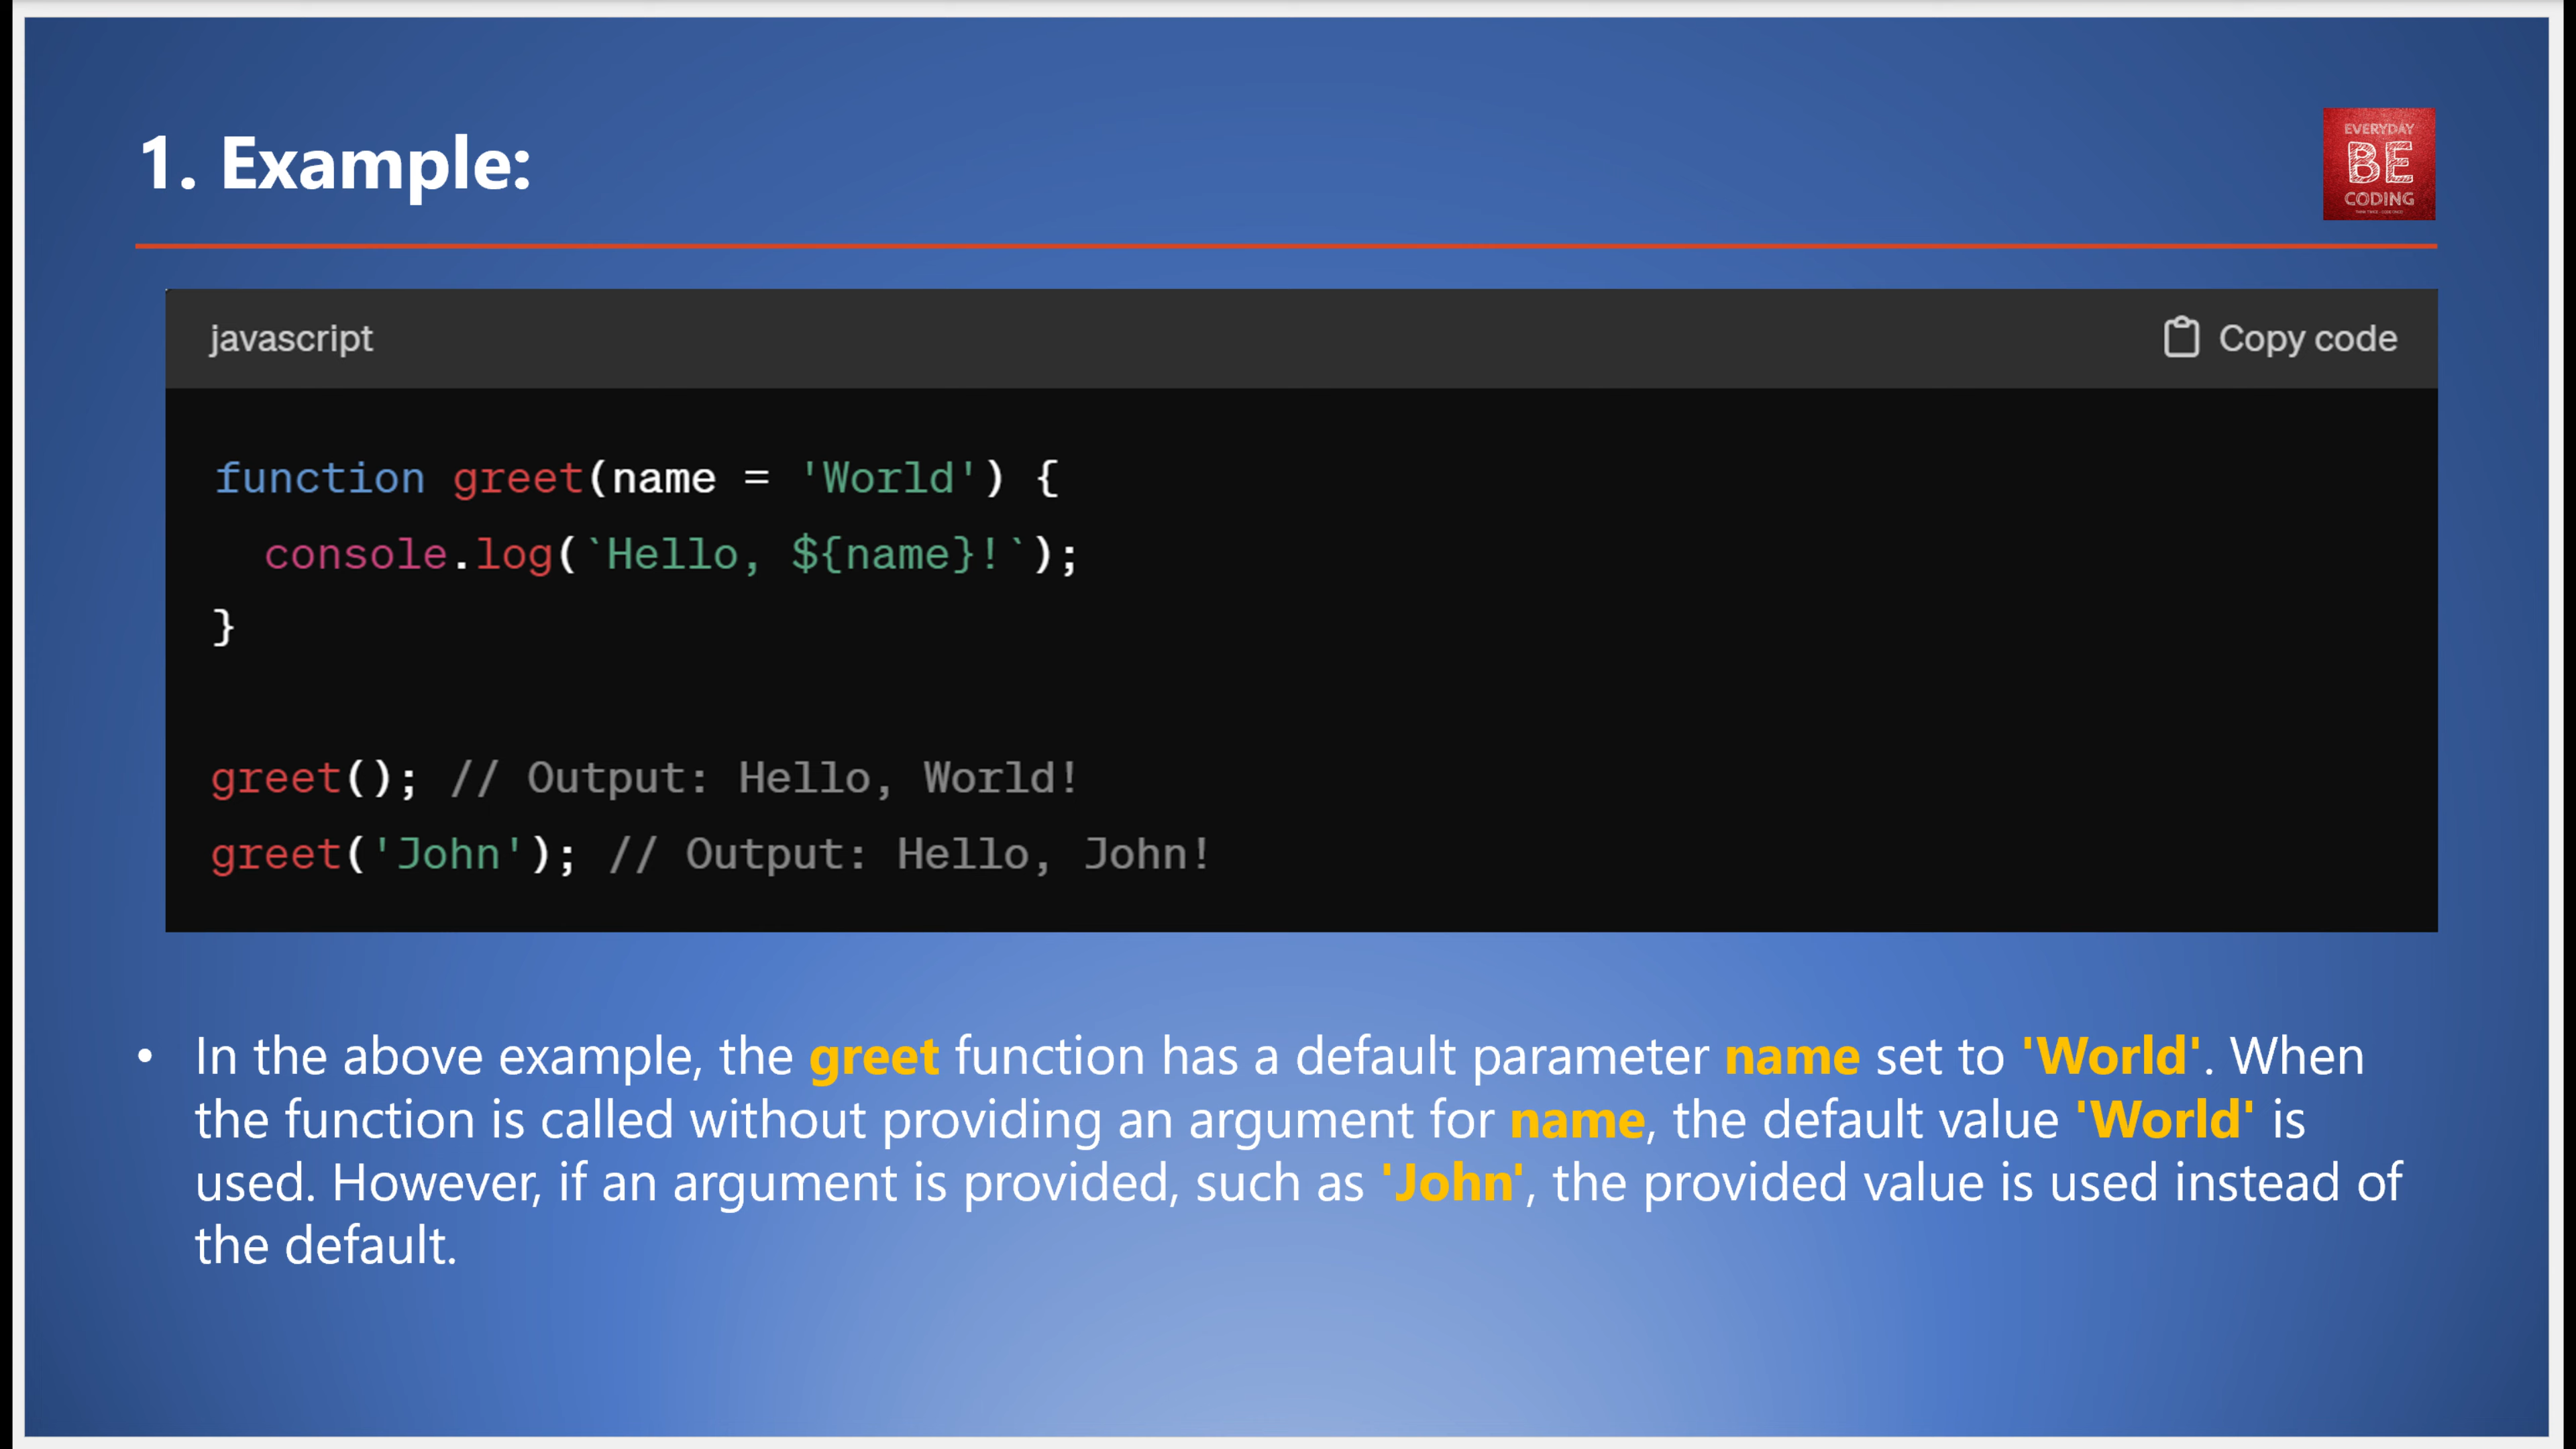 1. Example:
EVERYDAY
BE
CODING
javascript
Copy code
function greet(name = 'World') {
  console.log(`Hello, ${name}!`);
}
greet(); // Output: Hello, World!
greet('John'); // Output: Hello, John!
• In the above example, the greet function has a default parameter name set to 'World'. When
the function is called without providing an argument for name, the default value 'World' is
used. However, if an argument is provided, such as 'John', the provided value is used instead of
the default.